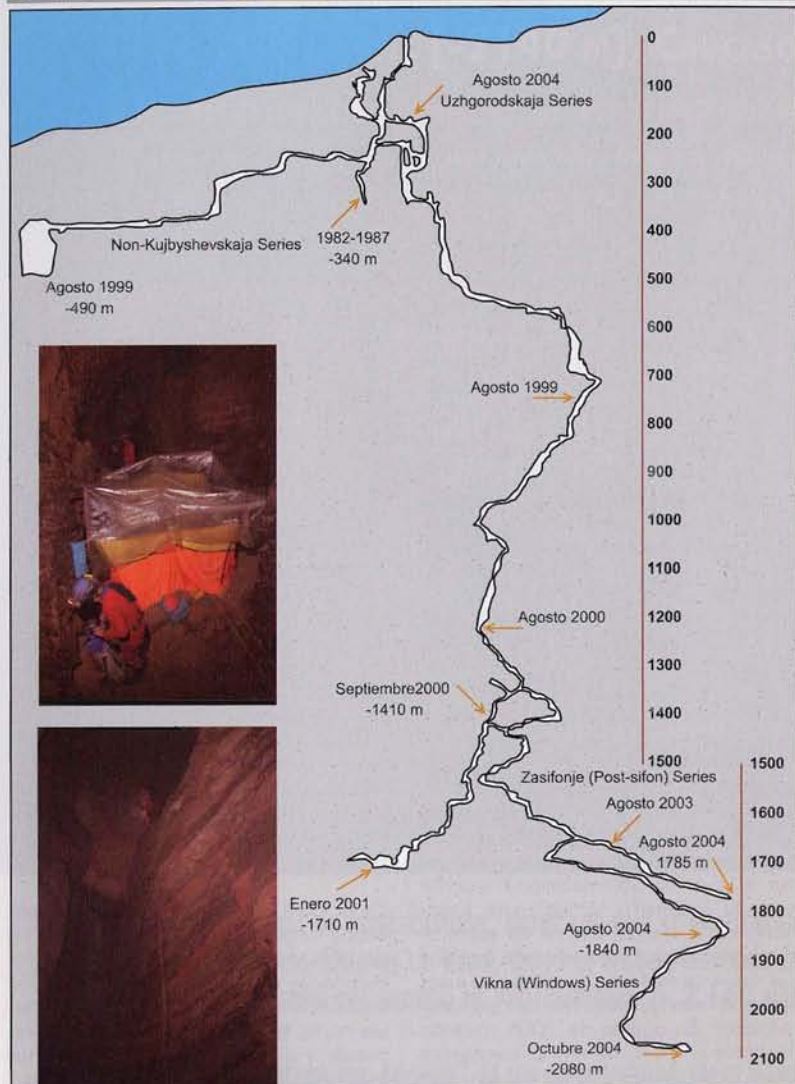 0
100
200
300
400
500
600
700
800
900
1000
1100
1200
1300
1400
1500
Agosto 2004
Uzhgorodskaja Series
Non-Kujbyshevskaja Series
1982-1987
-340 m
Agosto 1999
-490 m
Agosto 1999
Agosto 2000
Septiembre2000
-1410 m
Zasifonje (Post-sifon) Series
Agosto 2003
Agosto 2004
1785 m
Enero 2001
-1710 m
Agosto 2004
-1840 m
Vikna (Windows) Series
Octubre 2004
-2080 m
1500
1600
1700
1800
1900
2000
2100